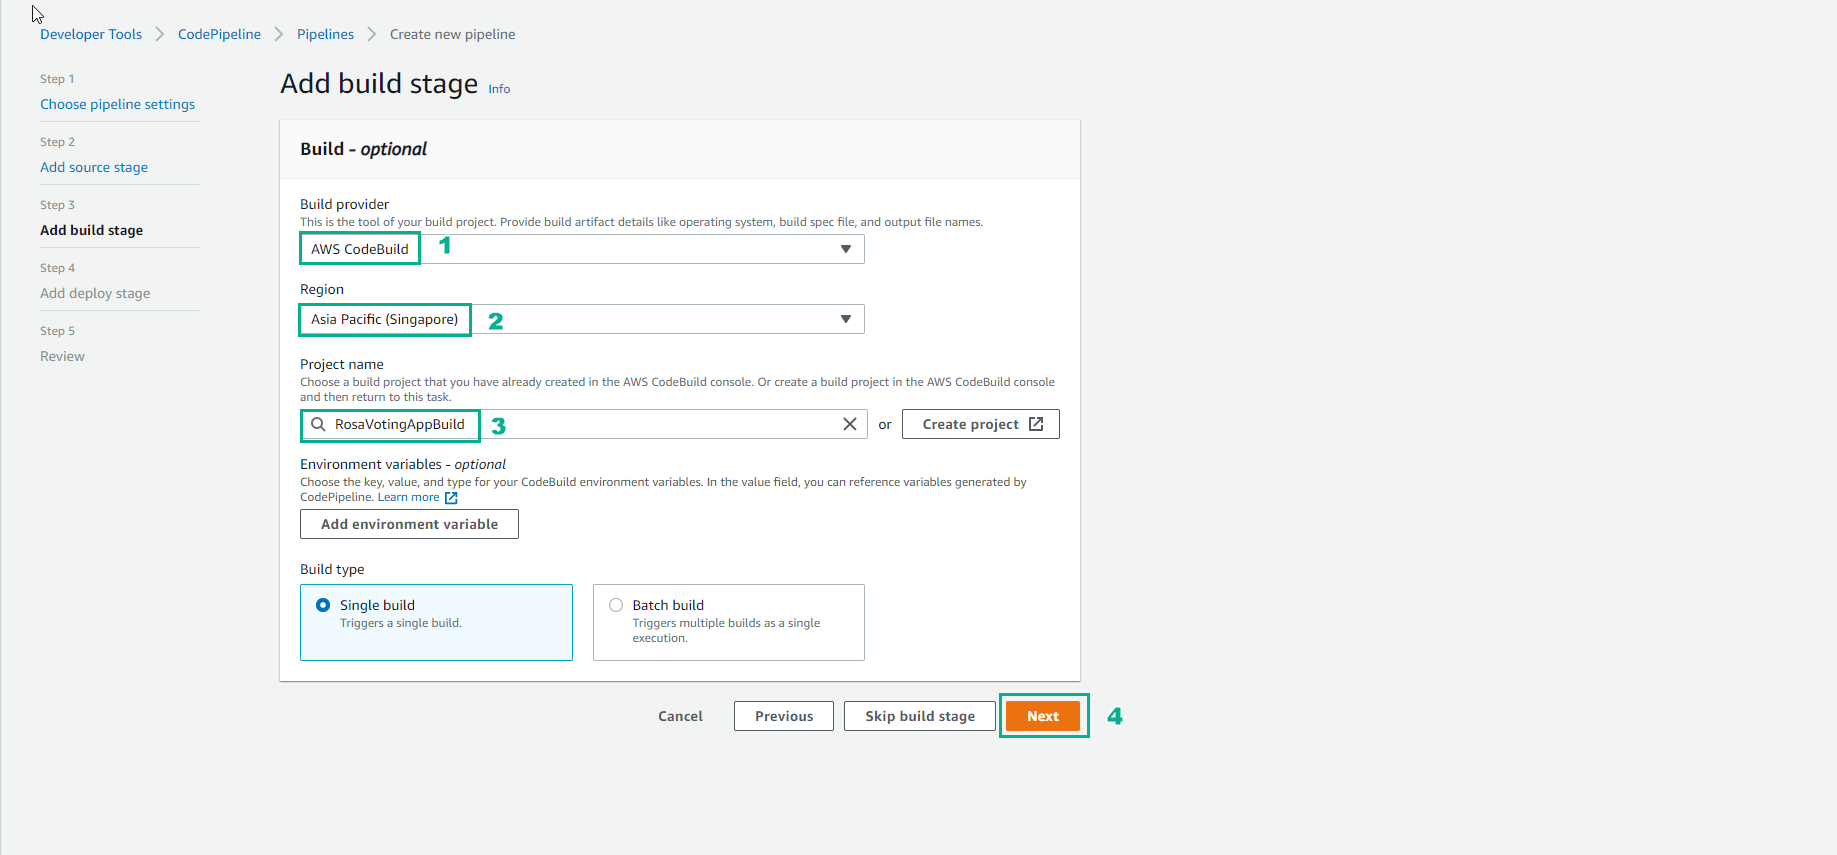 Developer Tools > CodePipeline > Pipelines > Create new pipeline
Step 1
Choose pipeline settings
Step 2
Add source stage
Step 3
Add build stage
Step 4
Add deploy stage
Step 5
Review
Add build stage Info
Build - optional
Build provider
This is the tool of your build project. Provide build artifact details like operating system, build spec file, and output file names.
AWS CodeBuild 1
Region
Asia Pacific (Singapore) 2
Project name
Choose a build project that you have already created in the AWS CodeBuild console. Or create a build project in the AWS CodeBuild console
and then return to this task.
RosaVotingAppBuild 3 or Create project
Environment variables - optional
Choose the key, value, and type for your CodeBuild environment variables. In the value field, you can reference variables generated by
CodePipeline. Learn more
Add environment variable
Build type
Single build
Triggers a single build.
Batch build
Triggers multiple builds as a single
execution.
Cancel Previous Skip build stage Next 4